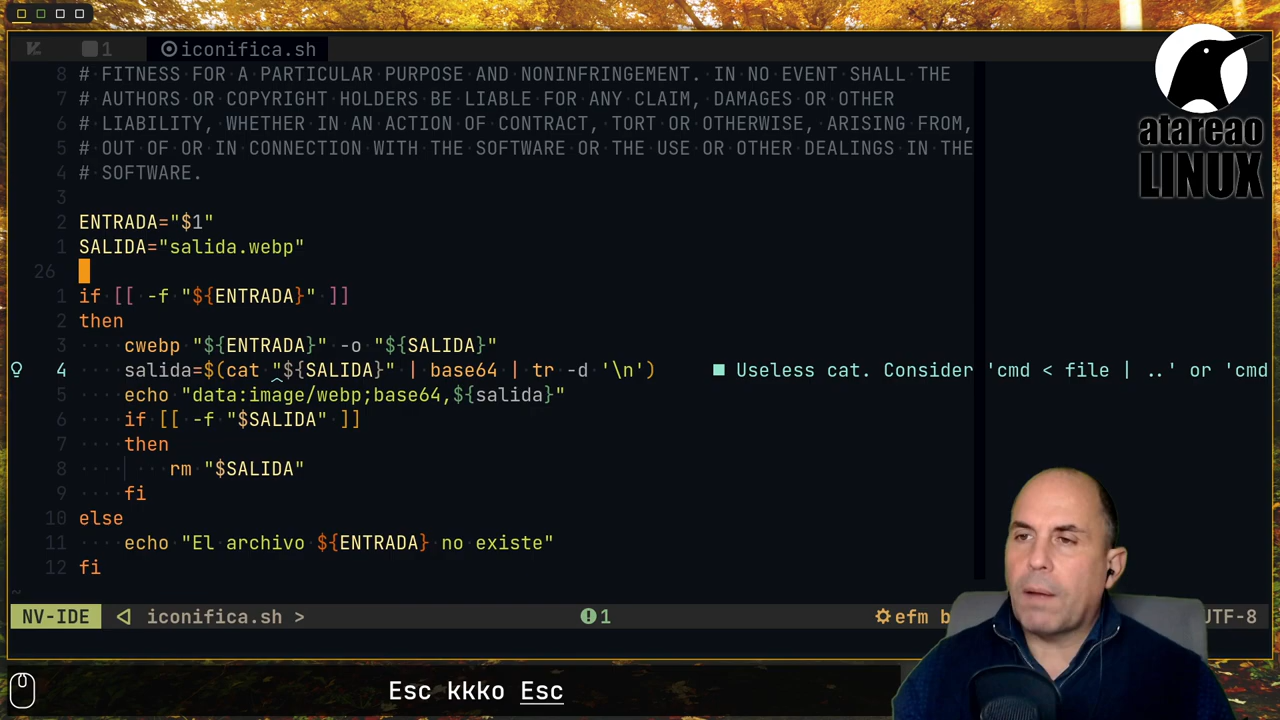 1 iconifica.sh
8 # FITNESS FOR A PARTICULAR PURPOSE AND NONINFRINGEMENT. IN NO EVENT SHALL THE
7 # AUTHORS OR COPYRIGHT HOLDERS BE LIABLE FOR ANY CLAIM, DAMAGES OR OTHER
6 # LIABILITY, WHETHER IN AN ACTION OF CONTRACT, TORT OR OTHERWISE, ARISING FROM,
5 # OUT OF OR IN CONNECTION WITH THE SOFTWARE OR THE USE OR OTHER DEALINGS IN THE
4 # SOFTWARE.
3
2 ENTRADA="$1"
1 SALIDA="salida.webp"
26
1 if [[ -f "${ENTRADA}" ]]
2 then
3 cwebp "${ENTRADA}" -o "${SALIDA}"
4 salida=$(cat "${SALIDA}" | base64 | tr -d '\n') ■ Useless cat. Consider 'cmd < file | ..' or 'cmd
5 echo "data:image/webp;base64,${salida}"
6 if [[ -f "$SALIDA" ]]
7 then
8 rm "$SALIDA"
9 fi
10 else
11 echo "El archivo ${ENTRADA} no existe"
12 fi
~
NV-IDE iconifica.sh > 1 efm b UTF-8
Esc kkko Esc
atareao
LINUX